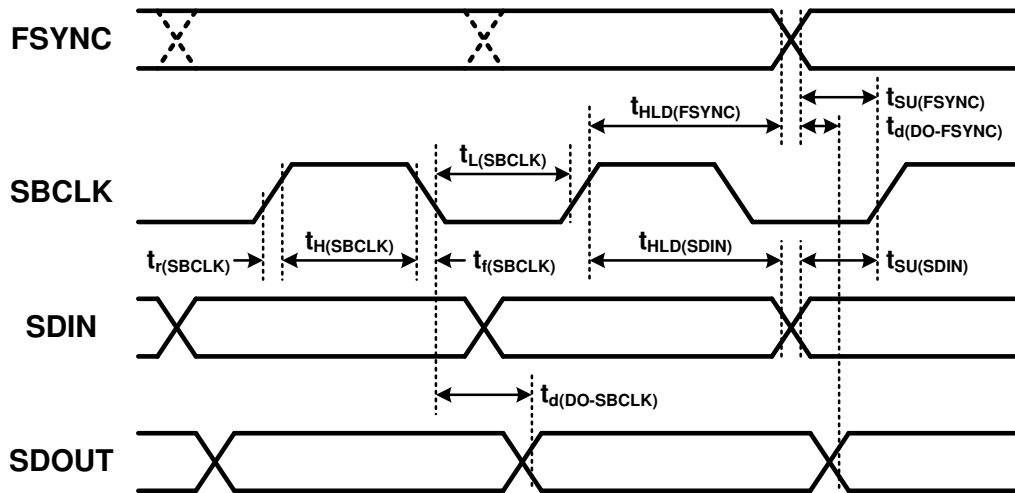 FSYNC
tSU(FSYNC)
tHLD(FSYNC)
td(DO-FSYNC)
tL(SBCLK)
SBCLK
tr(SBCLK)
tH(SBCLK)
tf(SBCLK)
tHLD(SDIN)
tSU(SDIN)
SDIN
td(DO-SBCLK)
SDOUT